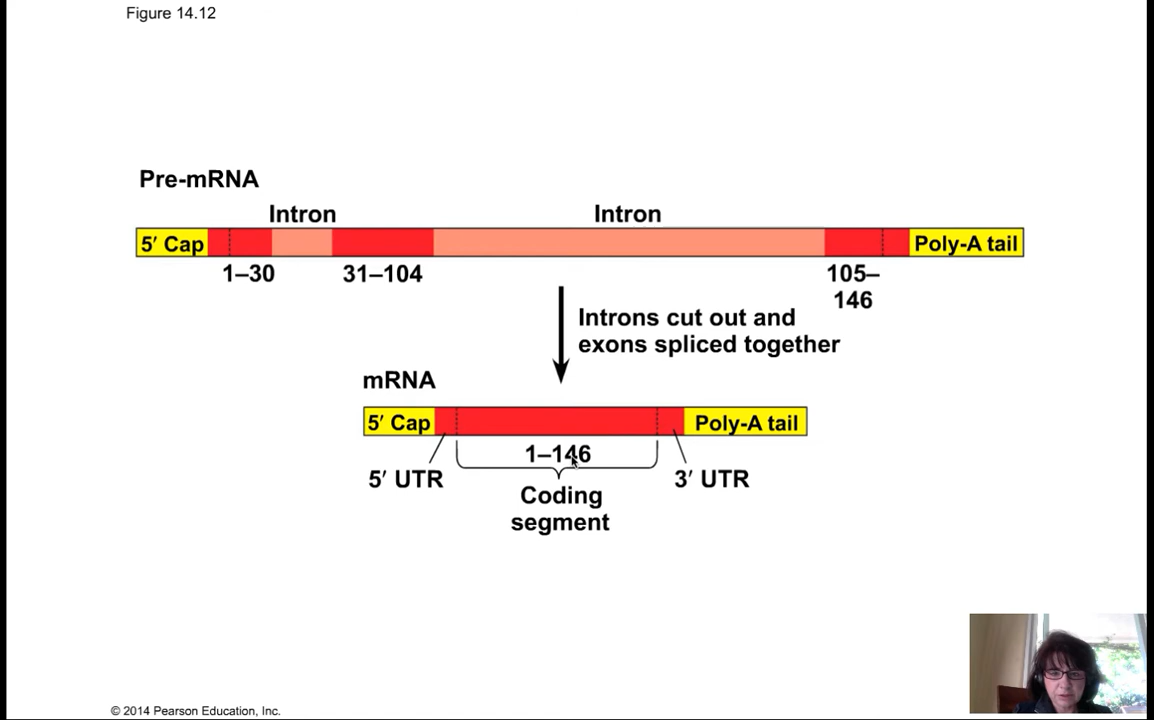 Figure 14.12
Pre-mRNA
Intron
Intron
5′ Cap
Poly-A tail
1–30
31–104
105–
146
Introns cut out and
exons spliced together
mRNA
5′ Cap
Poly-A tail
1–146
5′ UTR
3′ UTR
Coding
segment
© 2014 Pearson Education, Inc.